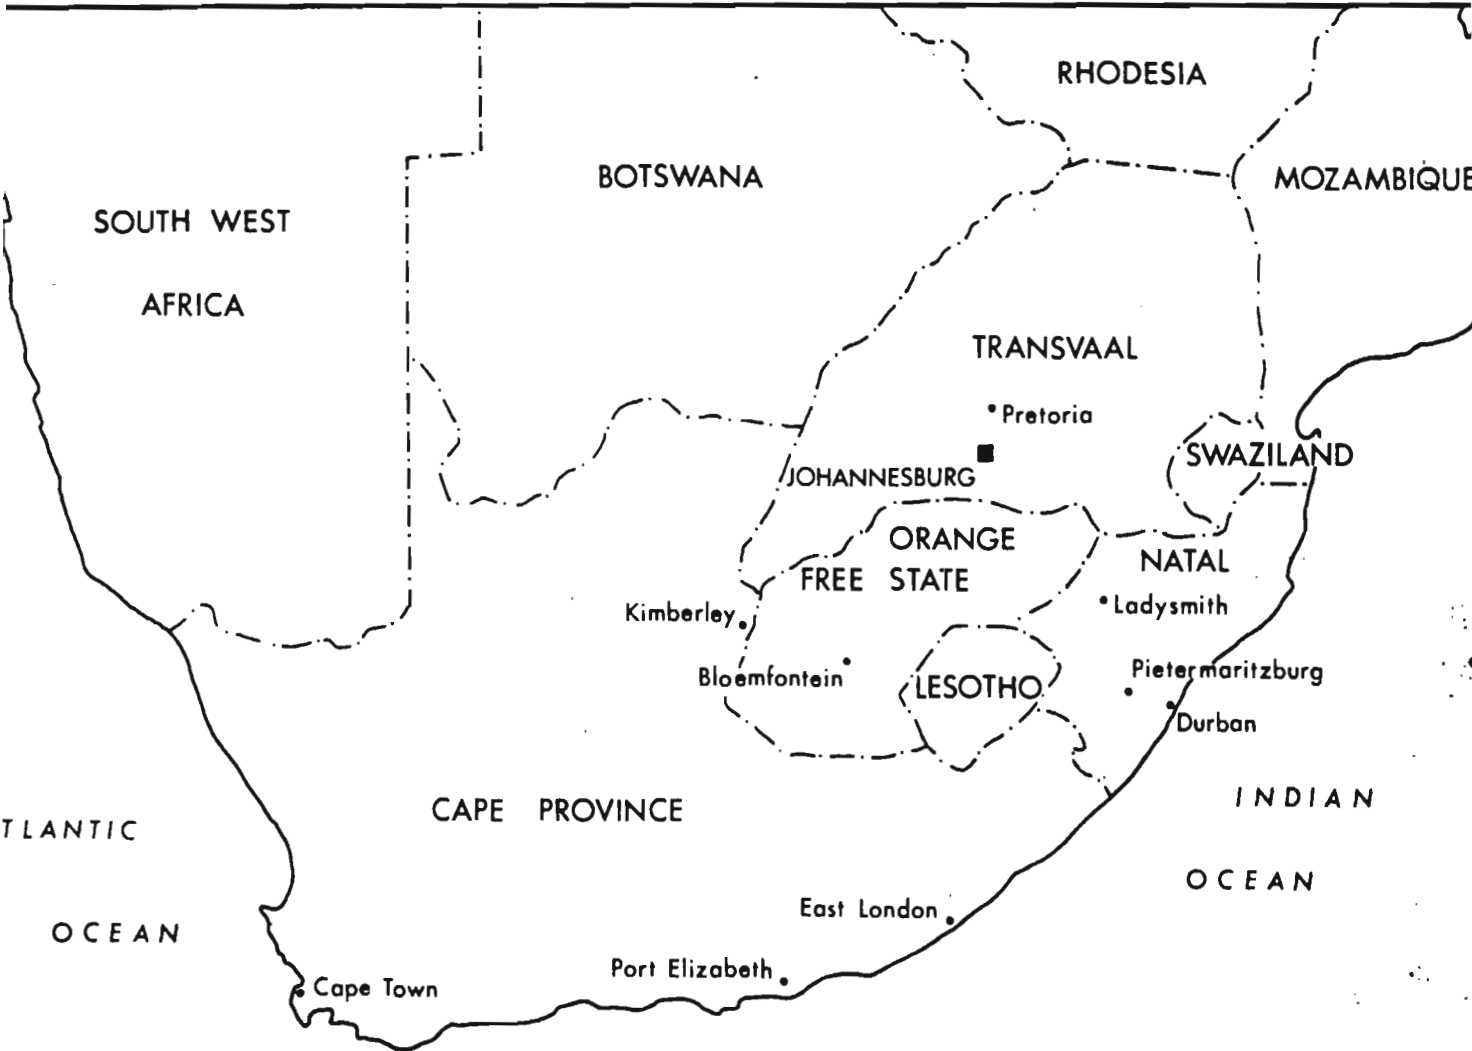 RHODESIA
BOTSWANA
MOZAMBIQUE
SOUTH WEST
AFRICA
TRANSVAAL
Pretoria
SWAZILAND
JOHANNESBURG
ORANGE
FREE STATE
NATAL
Kimberley
Ladysmith
Bloemfontein
LESOTHO
Pietermaritzburg
Durban
CAPE PROVINCE
INDIAN
OCEAN
TLANTIC
OCEAN
East London
Port Elizabeth
Cape Town